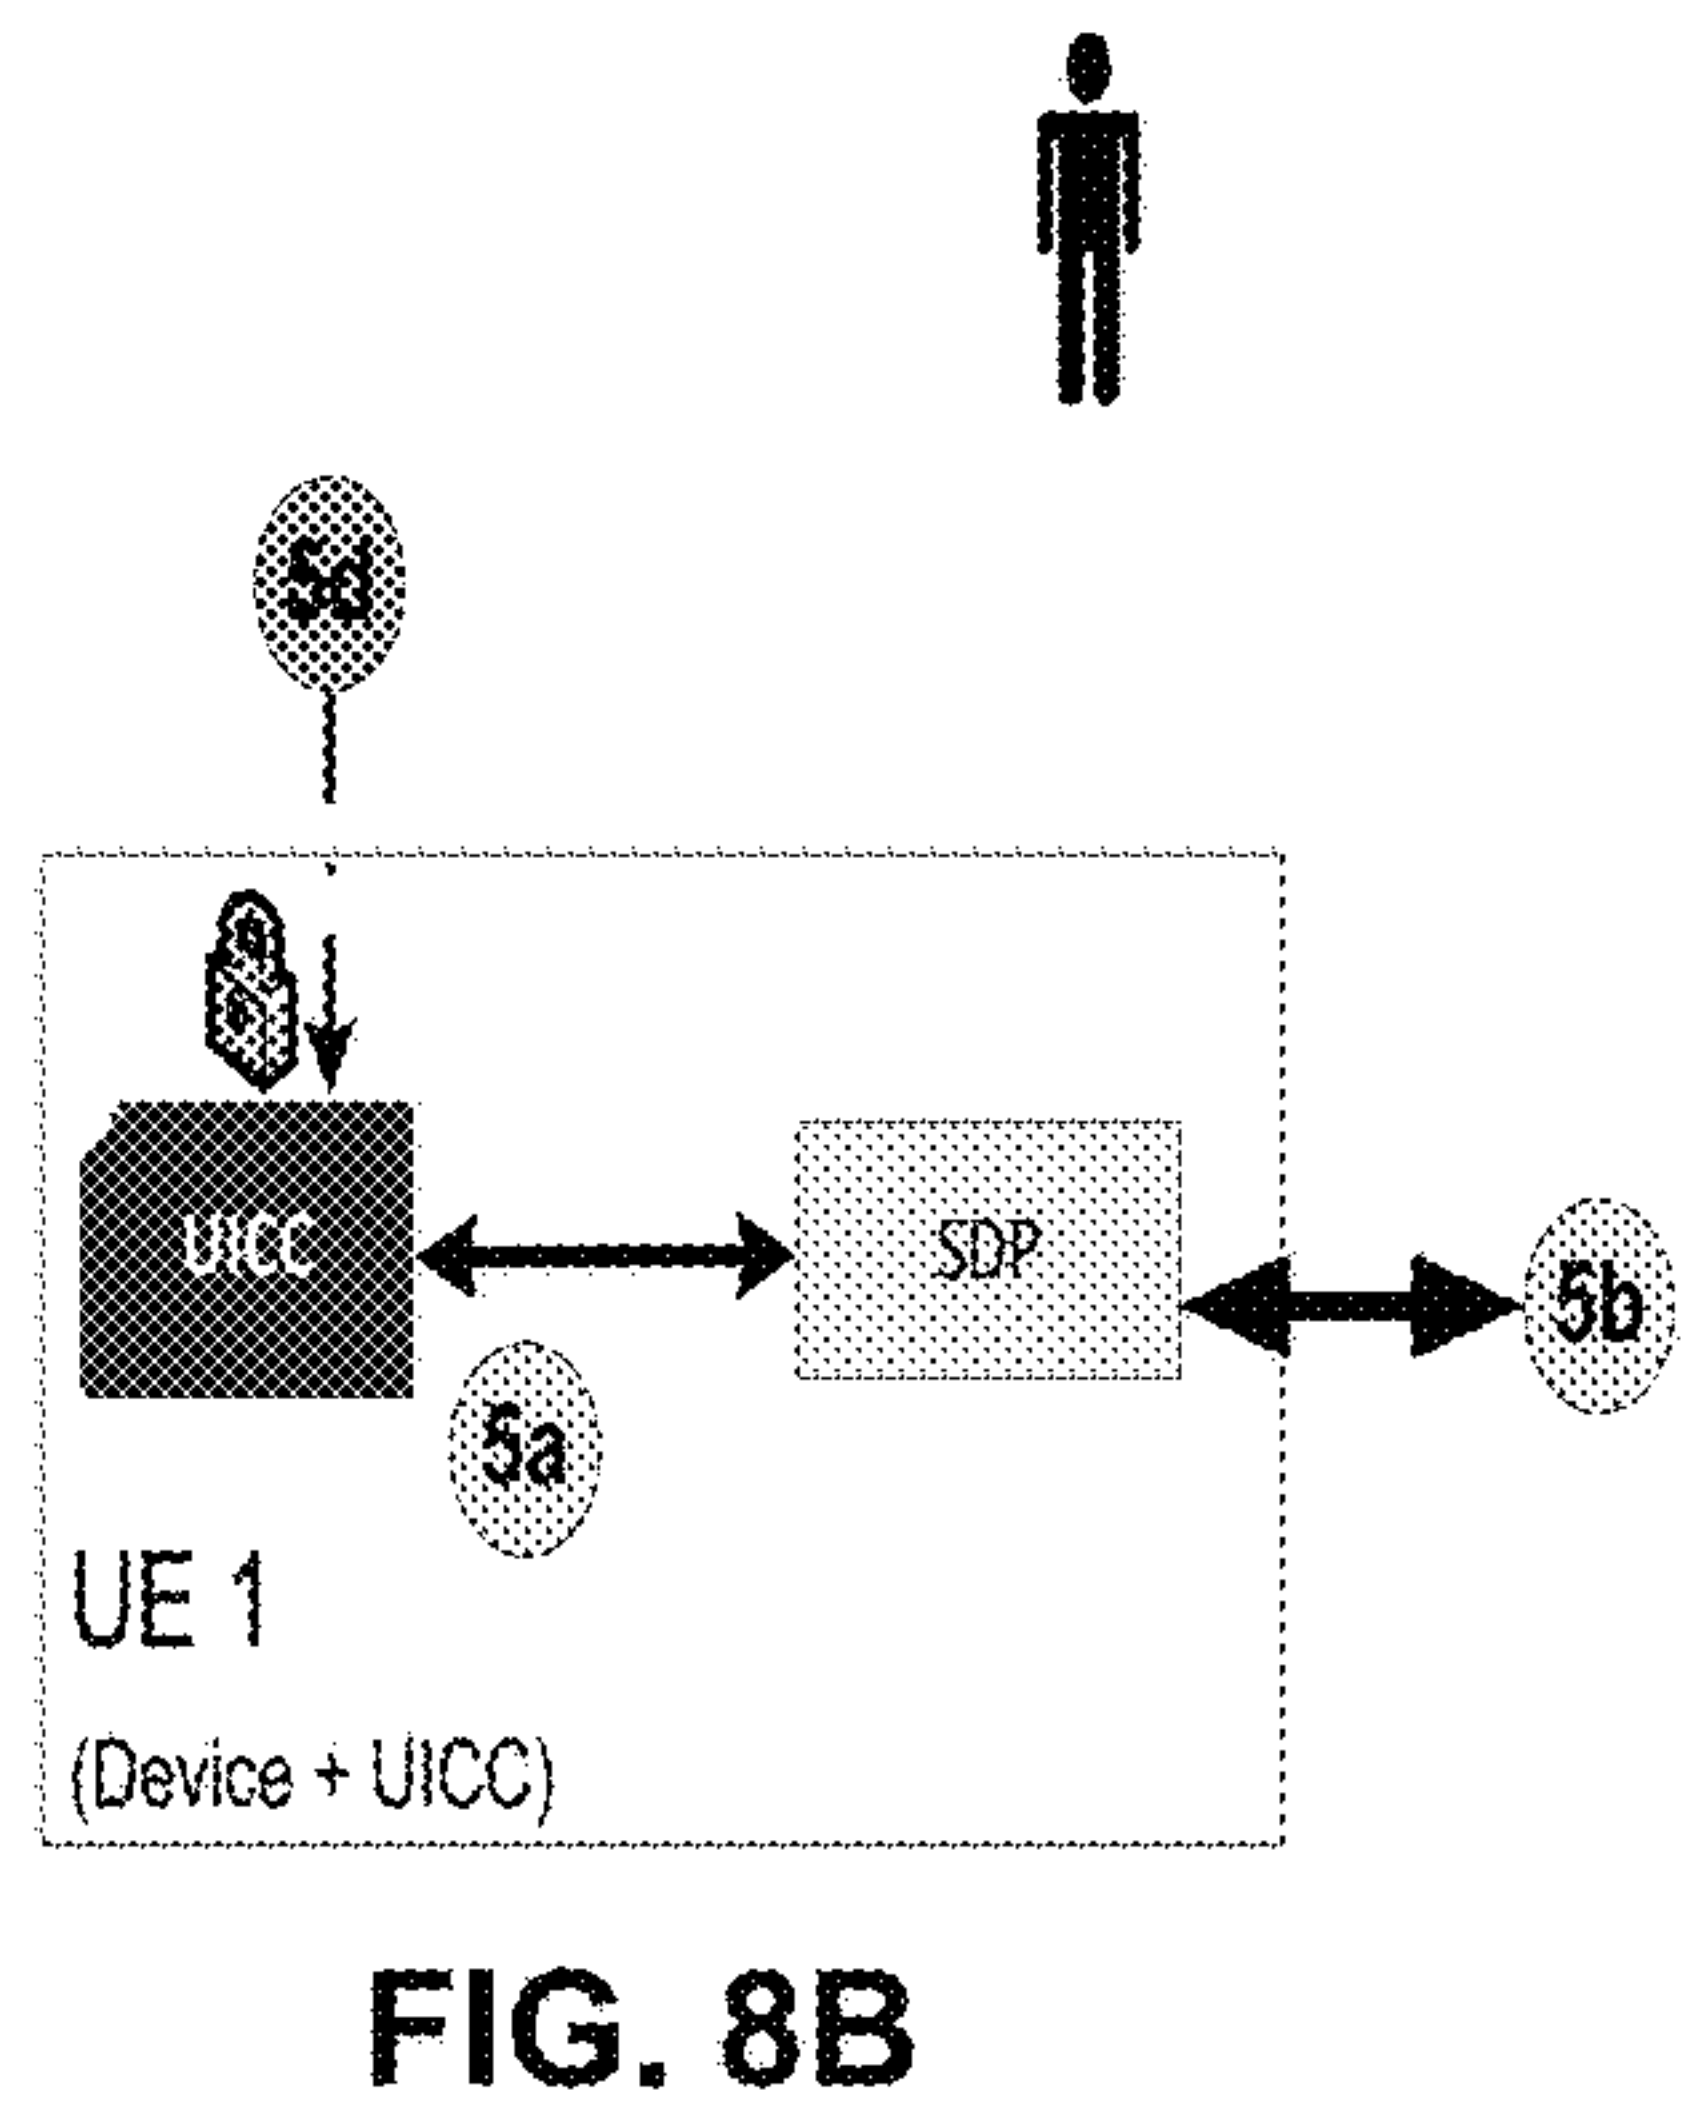 5d
UICC
SDP
5b
5a
UE 1
(Device + UICC)
FIG. 8B